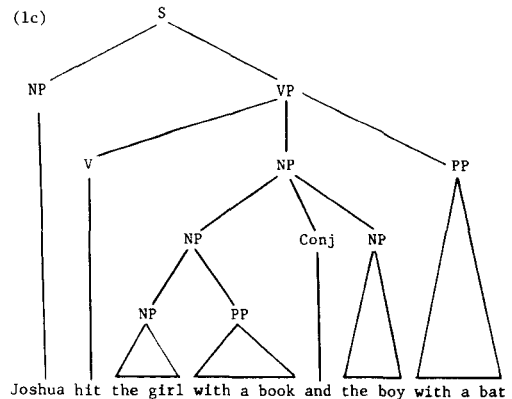 (1c)
S
NP VP
V NP PP
NP Conj NP
NP PP
Joshua hit the girl with a book and the boy with a bat